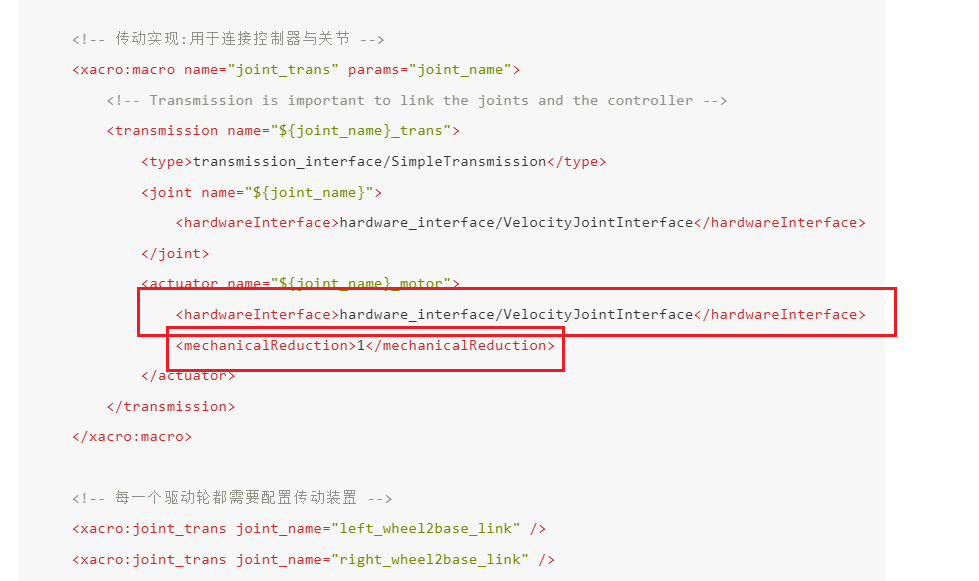 <!-- 传动实现:用于连接控制器与关节 -->
<xacro:macro name="joint_trans" params="joint_name">
<!-- Transmission is important to link the joints and the controller -->
<transmission name="${joint_name}_trans">
<type>transmission_interface/SimpleTransmission</type>
<joint name="${joint_name}">
<hardwareInterface>hardware_interface/VelocityJointInterface</hardwareInterface>
</joint>
<actuator name="${joint_name}_motor">
<hardwareInterface>hardware_interface/VelocityJointInterface</hardwareInterface>
<mechanicalReduction>1</mechanicalReduction>
</actuator>
</transmission>
</xacro:macro>
<!-- 每一个驱动轮都需要配置传动装置 -->
<xacro:joint_trans joint_name="left_wheel2base_link" />
<xacro:joint_trans joint_name="right_wheel2base_link" />